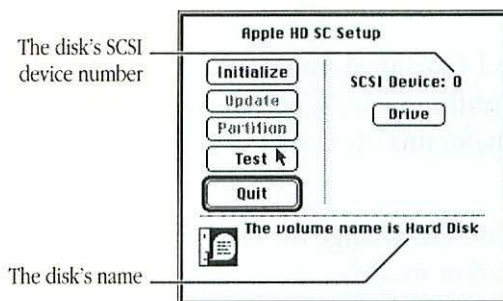 Apple HD SC Setup
The disk's SCSI
device number
Initialize
SCSI Device: 0
Update
Drive
Partition
Test
Quit
The volume name is Hard Disk
The disk's name